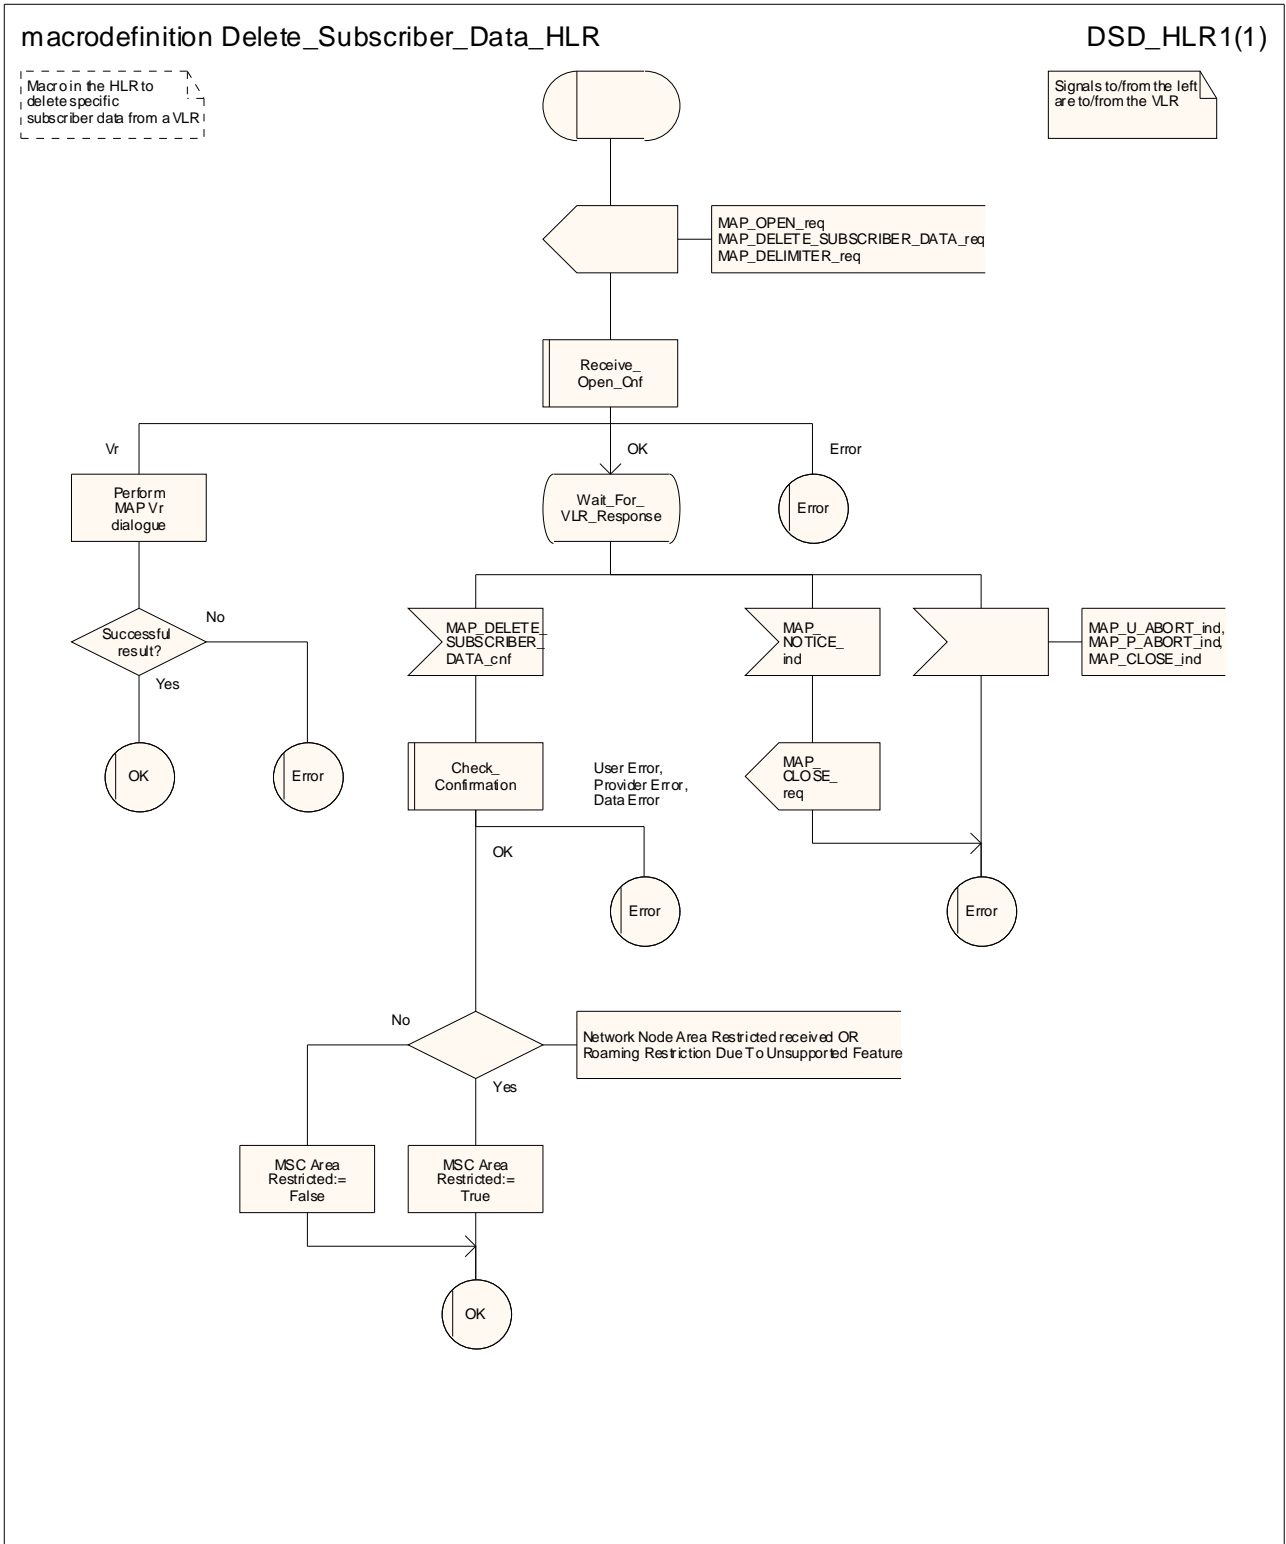 macrodefinition Delete_Subscriber_Data_HLR
DSD_HLR1(1)
Macro in the HLR to
delete specific
subscriber data from a VLR
Signals to/from the left
are to/from the VLR
MAP_OPEN_req
MAP_DELETE_SUBSCRIBER_DATA_req
MAP_DELIMITER_req
Receive_
Open_Cnf
Vr
OK
Error
Perform
MAP Vr
dialogue
Wait_For_
VLR_Response
Error
Successful
result?
No
Yes
MAP_DELETE_
SUBSCRIBER_
DATA_cnf
MAP_
NOTICE_
ind
MAP_U_ABORT_ind,
MAP_P_ABORT_ind,
MAP_CLOSE_ind
OK
Error
Check_
Confirmation
User Error,
Provider Error,
Data Error
MAP_
CLOSE_
req
OK
Error
Error
No
Network Node Area Restricted received OR
Roaming Restriction Due To Unsupported Feature
Yes
MSC Area
Restricted:=
False
MSC Area
Restricted:=
True
OK